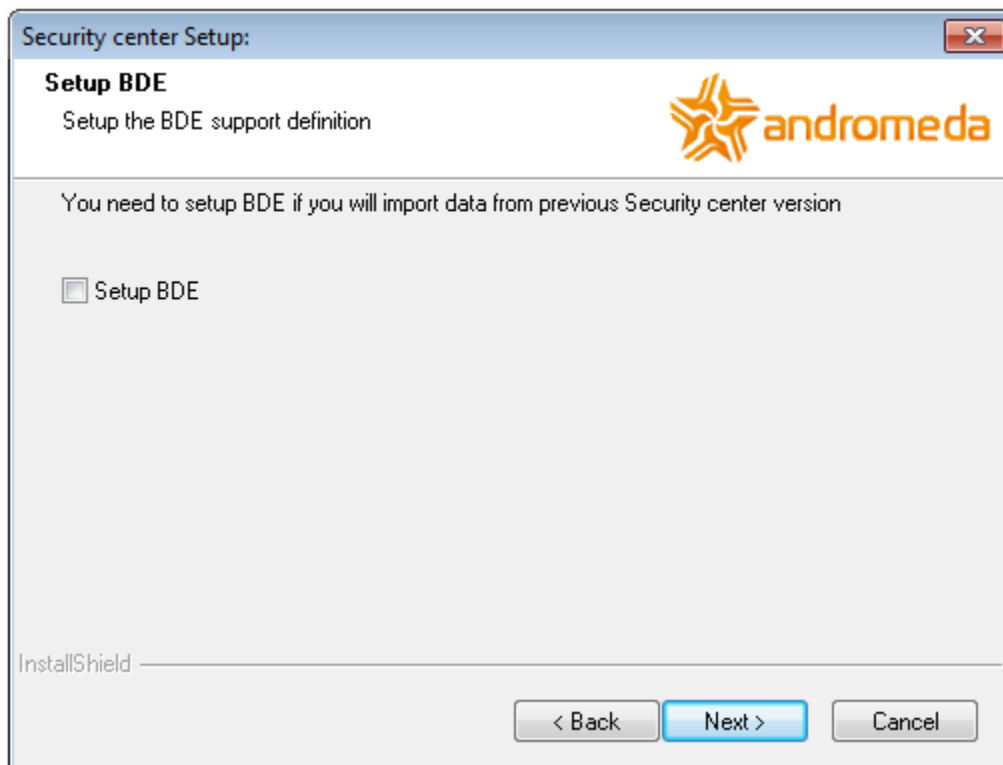 Security center Setup:
Setup BDE
Setup the BDE support definition
andromeda
You need to setup BDE if you will import data from previous Security center version
Setup BDE
InstallShield
< Back
Next >
Cancel